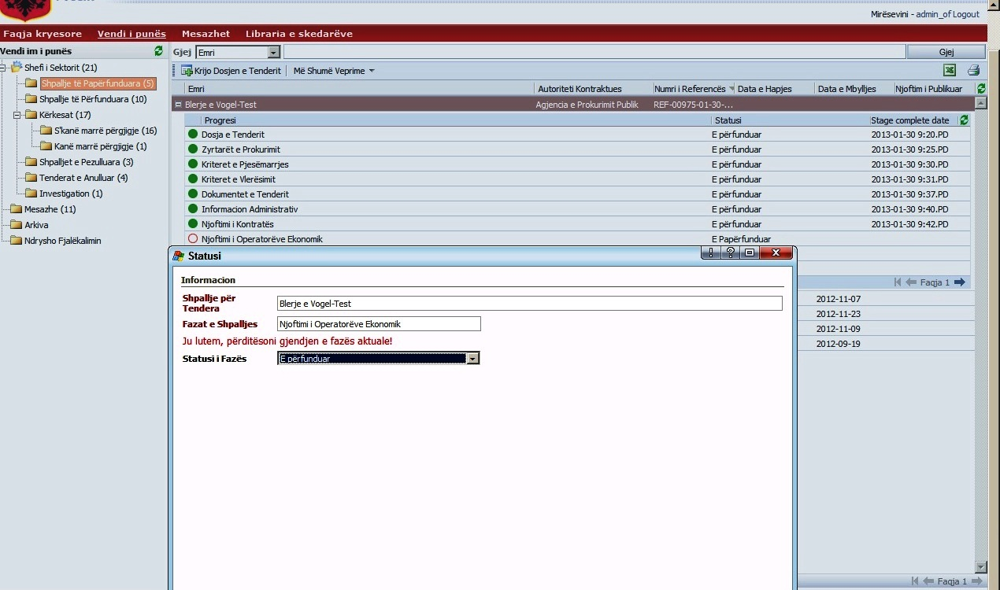 Mirësevini - admin_of Logout
Faqja kryesore Vendi i punës Mesazhet Libraria e skedarëve
Vendi im i punës
Gjej Emri Gjej
Krijo Dosjen e Tenderit Më Shumë Veprime
Shefi i Sektorit (21)
Shpallje të Papërfunduara (5)
Shpallje të Përfunduara (10)
Kërkesat (17)
S'kanë marrë përgjigje (16)
Kanë marrë përgjigje (1)
Shpalljet e Pezulluara (3)
Tenderat e Anulluar (4)
Investigation (1)
Mesazhe (11)
Arkiva
Ndrysho Fjalëkalimin
Emri Autoriteti Kontraktues Numri i Referencës Data e Hapjes Data e Mbylljes Njoftim i Publikuar
Blerje e Vogel-Test Agjencia e Prokurimit Publik REF-00975-01-30-...
Progresi Statusi Stage complete date
Dosja e Tenderit E përfunduar 2013-01-30 9:20.PD
Zyrtarët e Prokurimit E përfunduar 2013-01-30 9:25.PD
Kriteret e Pjesëmarrjes E përfunduar 2013-01-30 9:30.PD
Kriteret e Vlerësimit E përfunduar 2013-01-30 9:31.PD
Dokumentet e Tenderit E përfunduar 2013-01-30 9:37.PD
Informacion Administrativ E përfunduar 2013-01-30 9:40.PD
Njoftimi i Kontratës E përfunduar 2013-01-30 9:42.PD
Njoftimi i Operatorëve Ekonomik E Papërfunduar
Faqja 1
2012-11-07
2012-11-23
2012-11-09
2012-09-19
Statusi
Informacion
Shpallje për
Tendera Blerje e Vogel-Test
Fazat e Shpalljes Njoftimi i Operatorëve Ekonomik
Ju lutem, përditësoni gjendjen e fazës aktuale!
Statusi i Fazës E përfunduar
Faqja 1